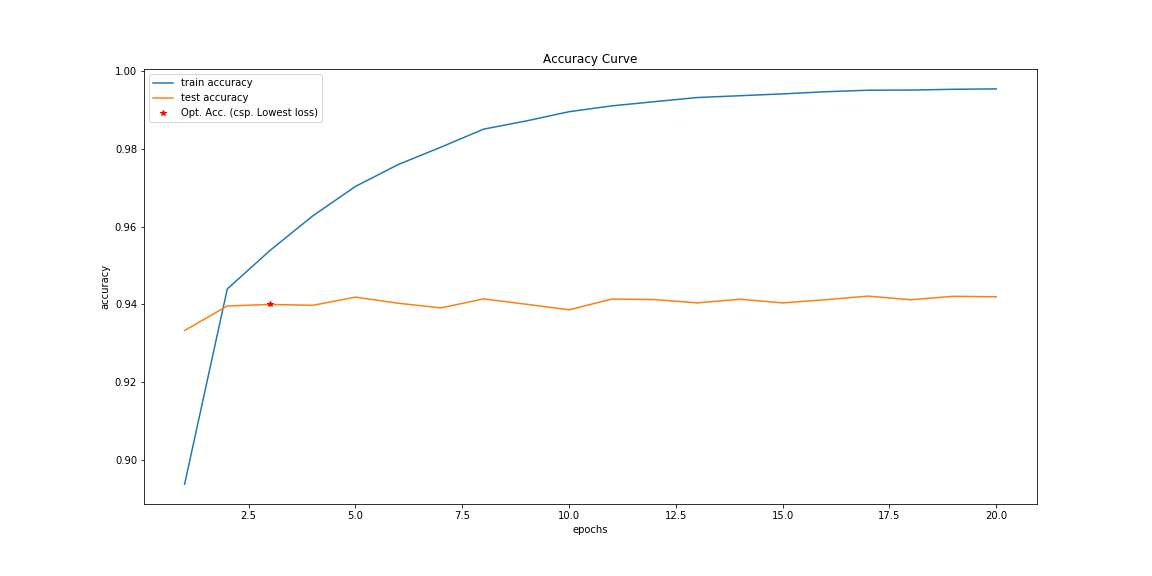 Accuracy Curve
train accuracy
test accuracy
Opt. Acc. (csp. Lowest loss)
1.00
0.98
0.96
0.94
0.92
0.90
accuracy
2.5 5.0 7.5 10.0 12.5 15.0 17.5 20.0
epochs